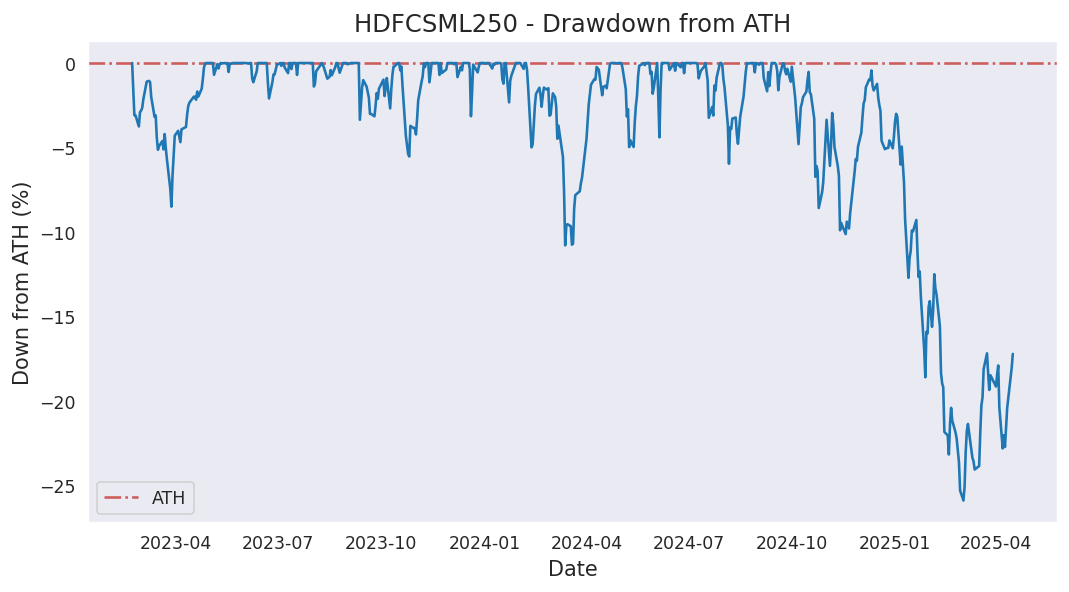 HDFCSML250 - Drawdown from ATH
Down from ATH (%)
0
−5
−10
−15
−20
−25
ATH
2023-04 2023-07 2023-10 2024-01 2024-04 2024-07 2024-10 2025-01 2025-04
Date